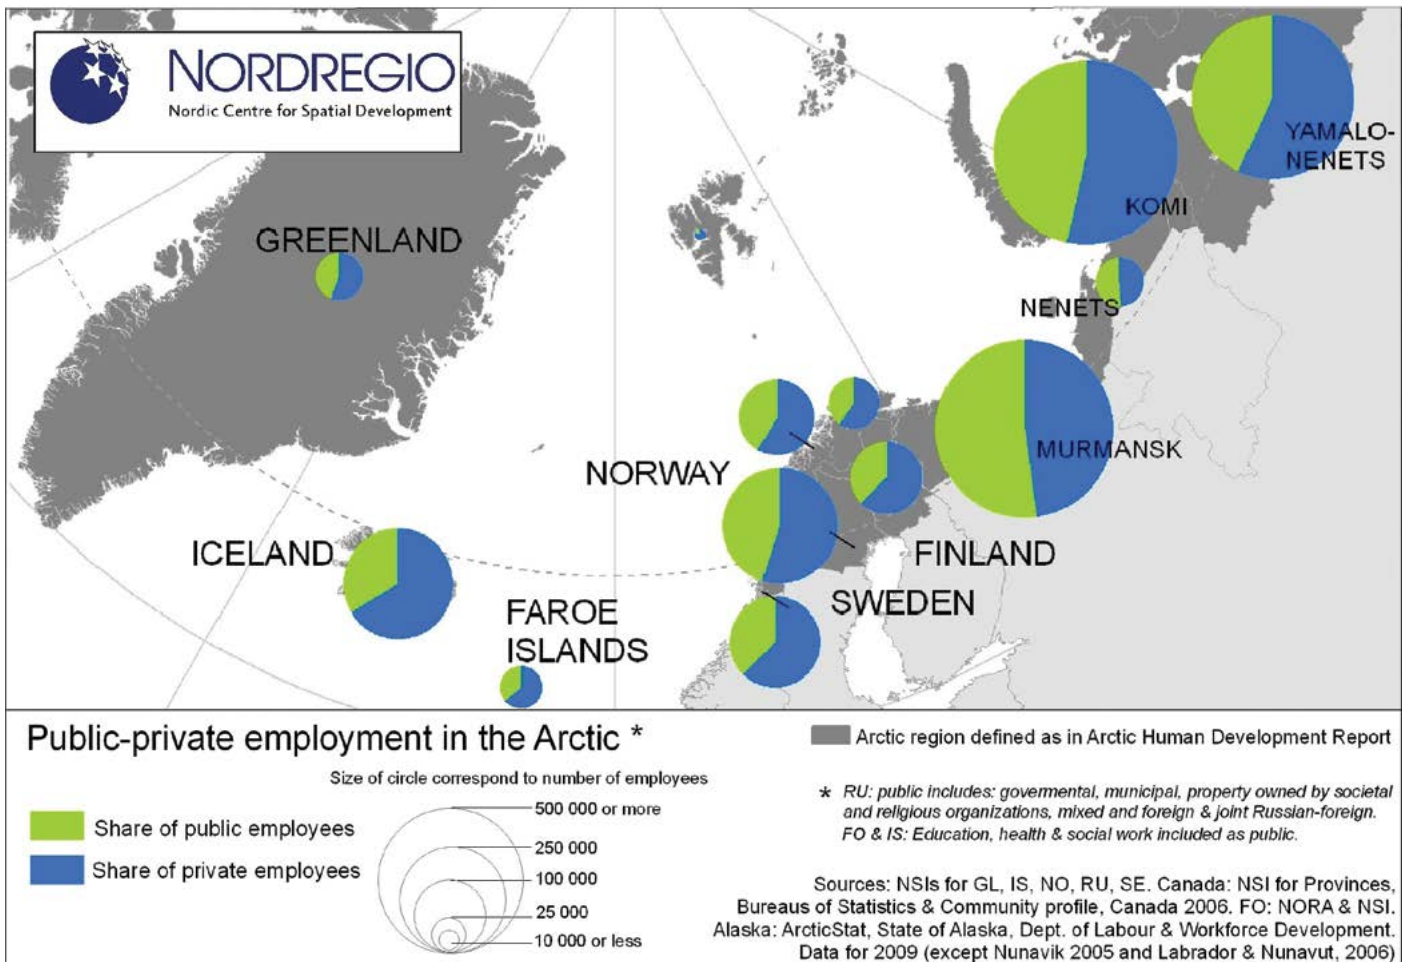 NORDREGIO
Nordic Centre for Spatial Development
YAMALO-
NENETS
KOMI
GREENLAND
NENETS
MURMANSK
NORWAY
ICELAND
FINLAND
SWEDEN
FAROE
ISLANDS
Public-private employment in the Arctic *
Size of circle correspond to number of employees
500 000 or more
250 000
100 000
25 000
10 000 or less
Share of public employees
Share of private employees
Arctic region defined as in Arctic Human Development Report
* RU: public includes: govermental, municipal, property owned by societal
and religious organizations, mixed and foreign & joint Russian-foreign.
FO & IS: Education, health & social work included as public.
Sources: NSIs for GL, IS, NO, RU, SE. Canada: NSI for Provinces,
Bureaus of Statistics & Community profile, Canada 2006. FO: NORA & NSI.
Alaska: ArcticStat, State of Alaska, Dept. of Labour & Workforce Development.
Data for 2009 (except Nunavik 2005 and Labrador & Nunavut, 2006)